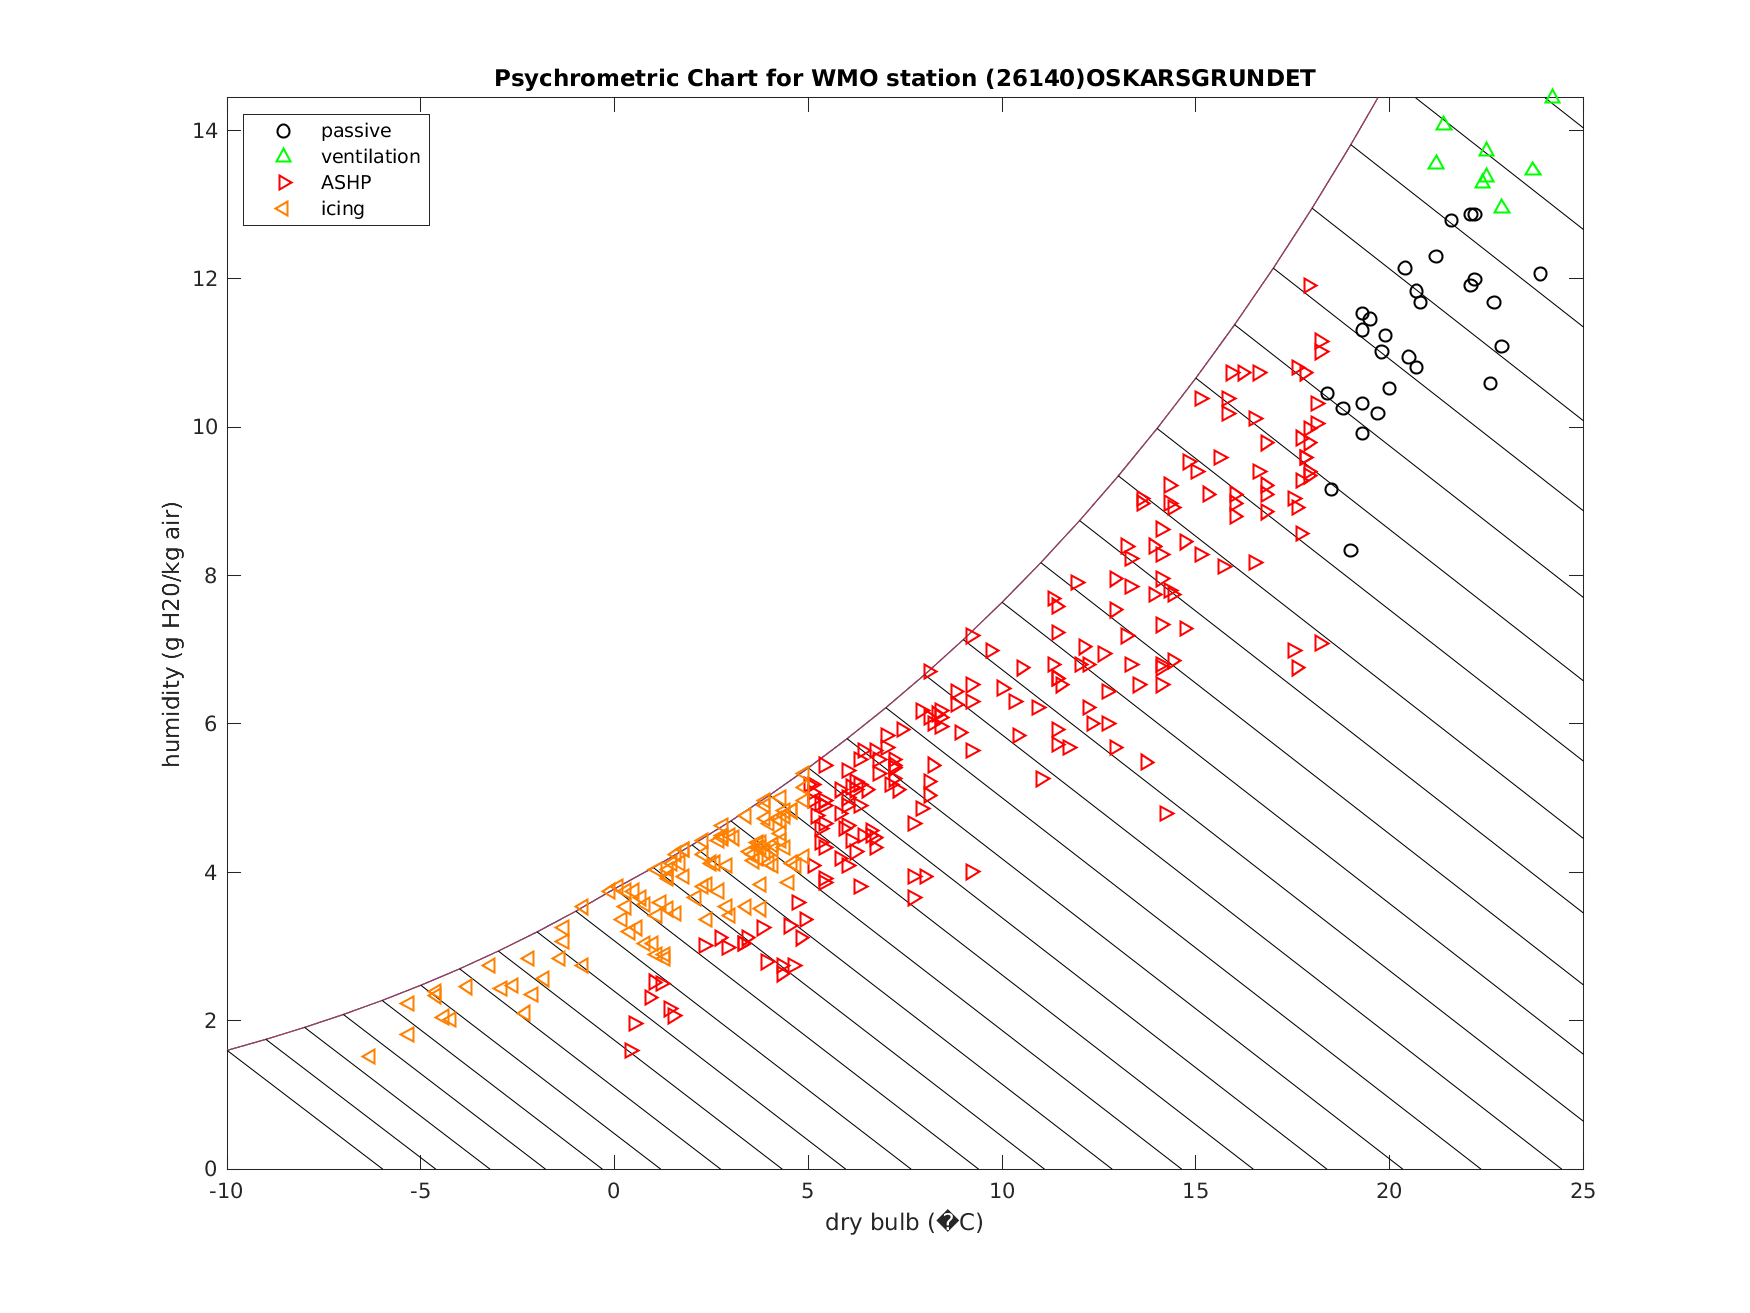 Psychrometric Chart for WMO station (26140)OSKARSGRUNDET
passive
ventilation
ASHP
icing
14
12
10
8
6
4
2
0
humidity (g H20/kg air)
-10 -5 0 5 10 15 20 25
dry bulb (�C)